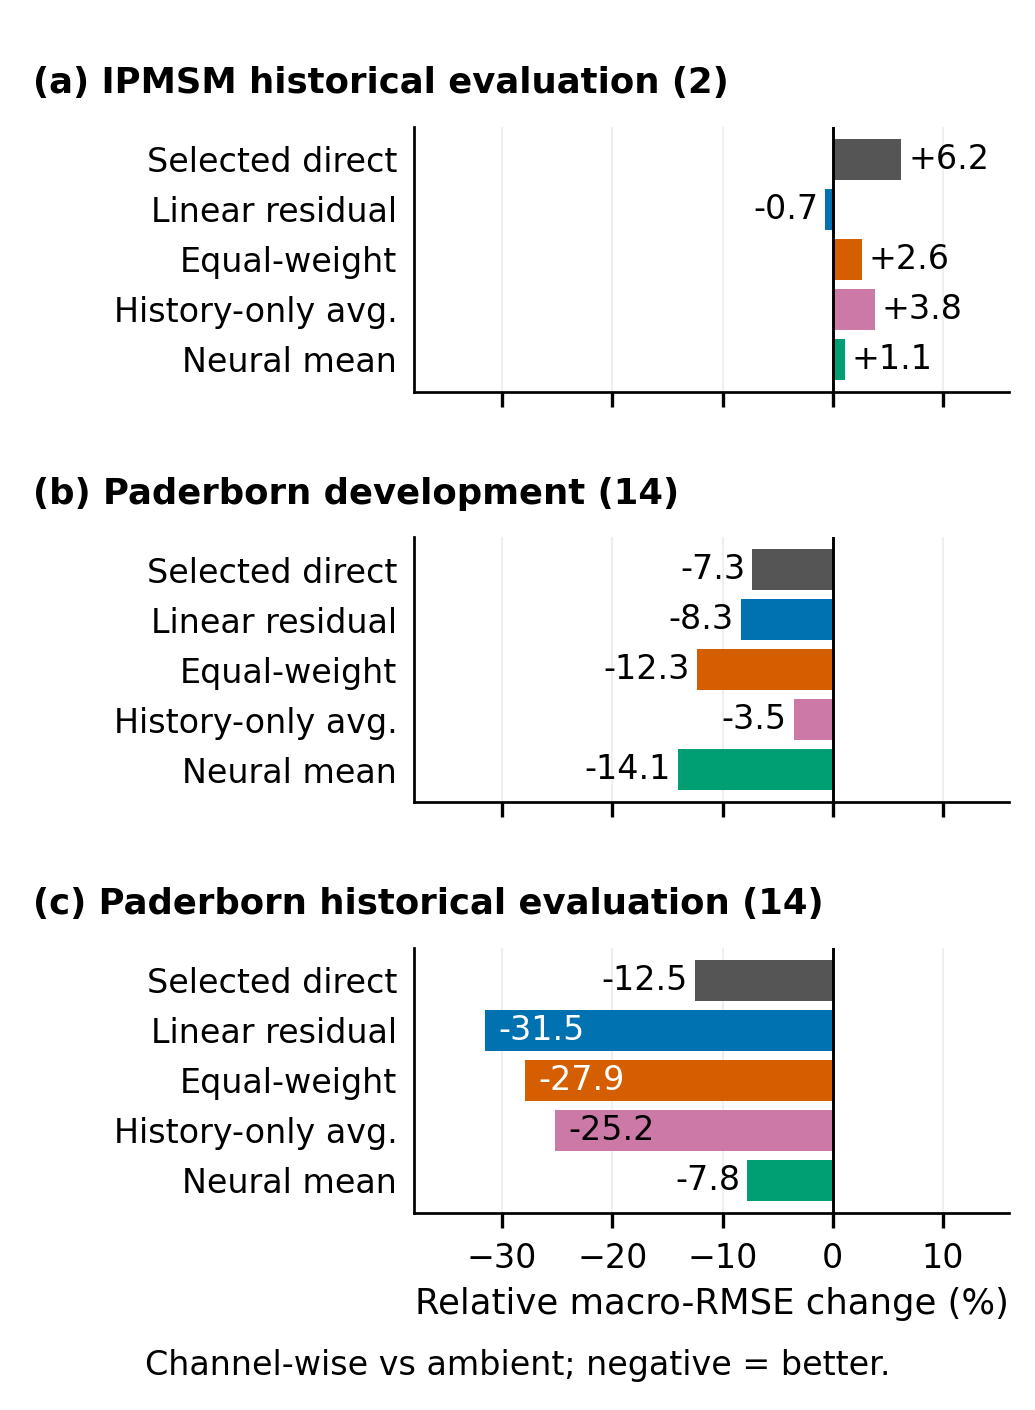 (a) IPMSM historical evaluation (2)
Selected direct +6.2
Linear residual -0.7
Equal-weight +2.6
History-only avg. +3.8
Neural mean +1.1
(b) Paderborn development (14)
Selected direct -7.3
Linear residual -8.3
Equal-weight -12.3
History-only avg. -3.5
Neural mean -14.1
(c) Paderborn historical evaluation (14)
Selected direct -12.5
Linear residual -31.5
Equal-weight -27.9
History-only avg. -25.2
Neural mean -7.8
−30 −20 −10 0 10
Relative macro-RMSE change (%)
Channel-wise vs ambient; negative = better.